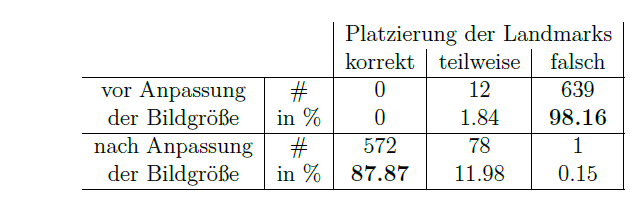 Platzierung der Landmarks
korrekt teilweise falsch
vor Anpassung # 0 12 639
der Bildgröße in % 0 1.84 98.16
nach Anpassung # 572 78 1
der Bildgröße in % 87.87 11.98 0.15